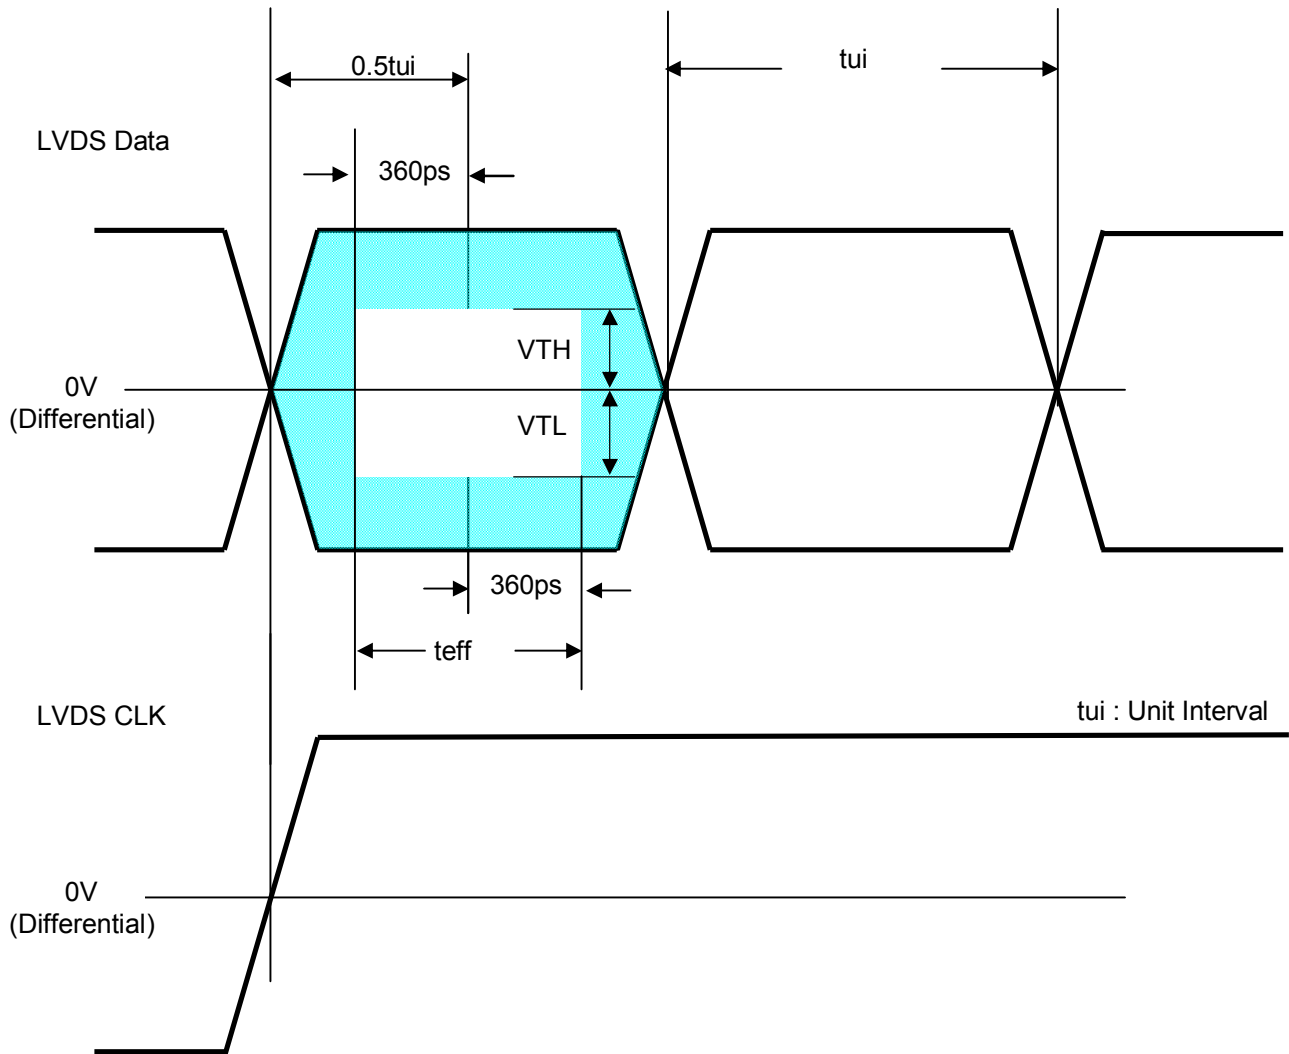 0.5tui
tui
LVDS Data
360ps
VTH
0V
(Differential)
VTL
360ps
teff
LVDS CLK
tui : Unit Interval
0V
(Differential)